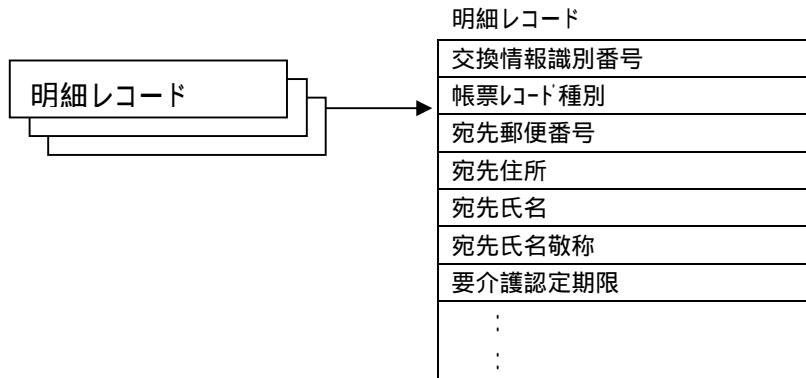 明細レコード
明細レコード
交換情報識別番号
帳票ﾚｺｰﾄﾞ種別
宛先郵便番号
宛先住所
宛先氏名
宛先氏名敬称
要介護認定期限
:
: